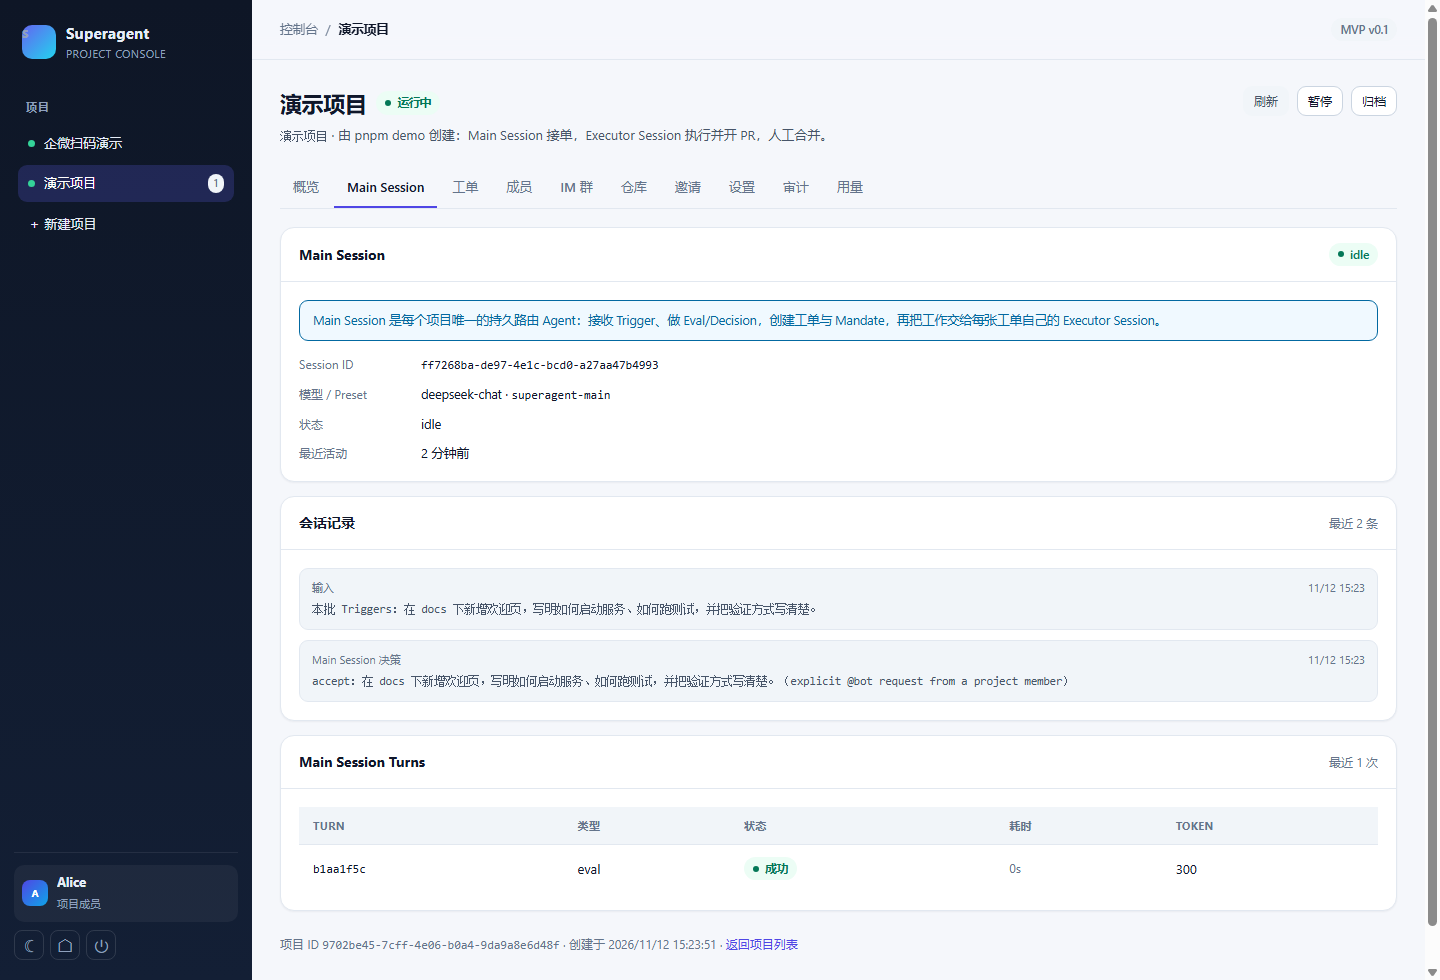 Superagent
PROJECT CONSOLE
项目
企微扫码演示
演示项目
1
+ 新建项目
A
Alice
项目成员
控制台 / 演示项目
MVP v0.1
演示项目
运行中
刷新
暂停
归档
演示项目 · 由 pnpm demo 创建：Main Session 接单，Executor Session 执行并开 PR，人工合并。
概览
Main Session
工单
成员
IM 群
仓库
邀请
设置
审计
用量
Main Session
idle
Main Session 是每个项目唯一的持久路由 Agent：接收 Trigger、做 Eval/Decision，创建工单与 Mandate，再把工作交给每张工单自己的 Executor Session。
Session ID
ff7268ba-de97-4e1c-bcd0-a27aa47b4993
模型 / Preset
deepseek-chat · superagent-main
状态
idle
最近活动
2 分钟前
会话记录
最近 2 条
输入
11/12 15:23
本批 Triggers: 在 docs 下新增欢迎页，写明如何启动服务、如何跑测试，并把验证方式写清楚。
Main Session 决策
11/12 15:23
accept: 在 docs 下新增欢迎页，写明如何启动服务、如何跑测试，并把验证方式写清楚。（explicit @bot request from a project member）
Main Session Turns
最近 1 次
TURN
类型
状态
耗时
TOKEN
b1aa1f5c
eval
成功
0s
300
项目 ID 9702be45-7cff-4e06-b0a4-9da9a8e6d48f · 创建于 2026/11/12 15:23:51 · 返回项目列表